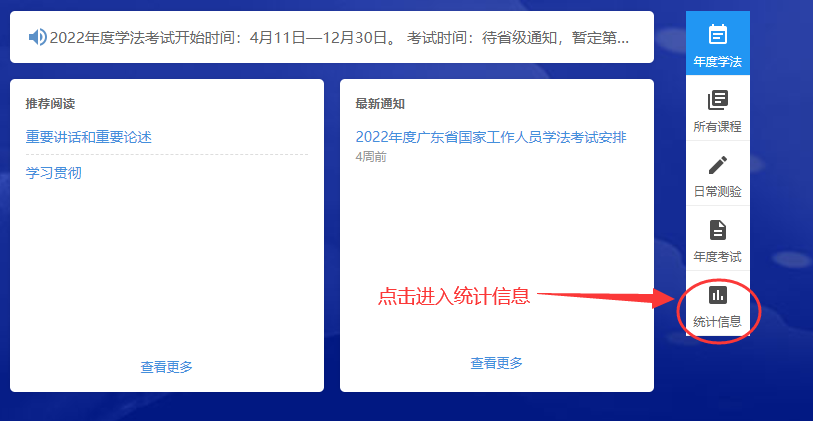 2022年度学法考试开始时间：4月11日—12月30日。 考试时间：待省级通知，暂定第...
推荐阅读
重要讲话和重要论述
学习贯彻
查看更多
最新通知
2022年度广东省国家工作人员学法考试安排
4周前
点击进入统计信息
查看更多
年度学法
所有课程
日常测验
年度考试
统计信息